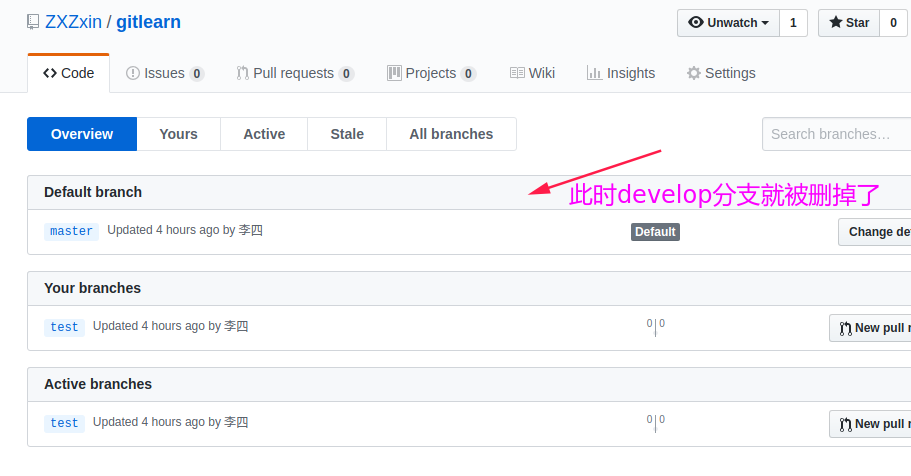 ZXZxin / gitlearn
Unwatch 1 Star 0
Code Issues 0 Pull requests 0 Projects 0 Wiki Insights Settings
Overview Yours Active Stale All branches Search branches…
Default branch
此时develop分支就被删掉了
master Updated 4 hours ago by 李四 Default Change de
Your branches
test Updated 4 hours ago by 李四 0 0 New pull
Active branches
test Updated 4 hours ago by 李四 0 0 New pull